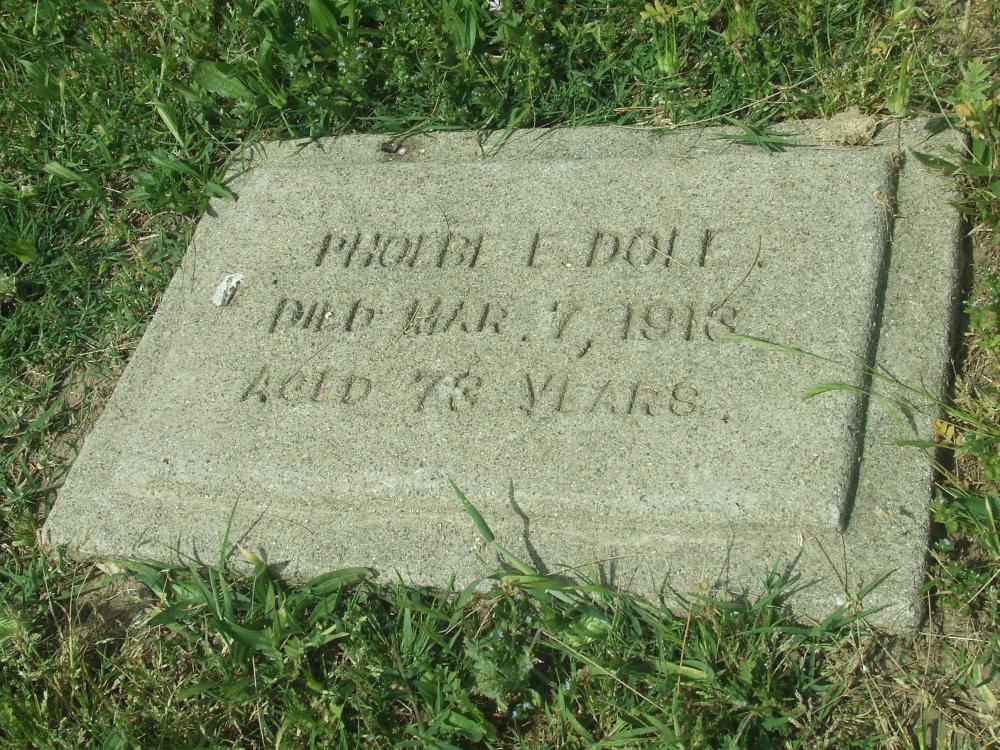 PHOEBE E. DOLE.
DIED MAR. 7, 1913
AGED 73 YEARS.